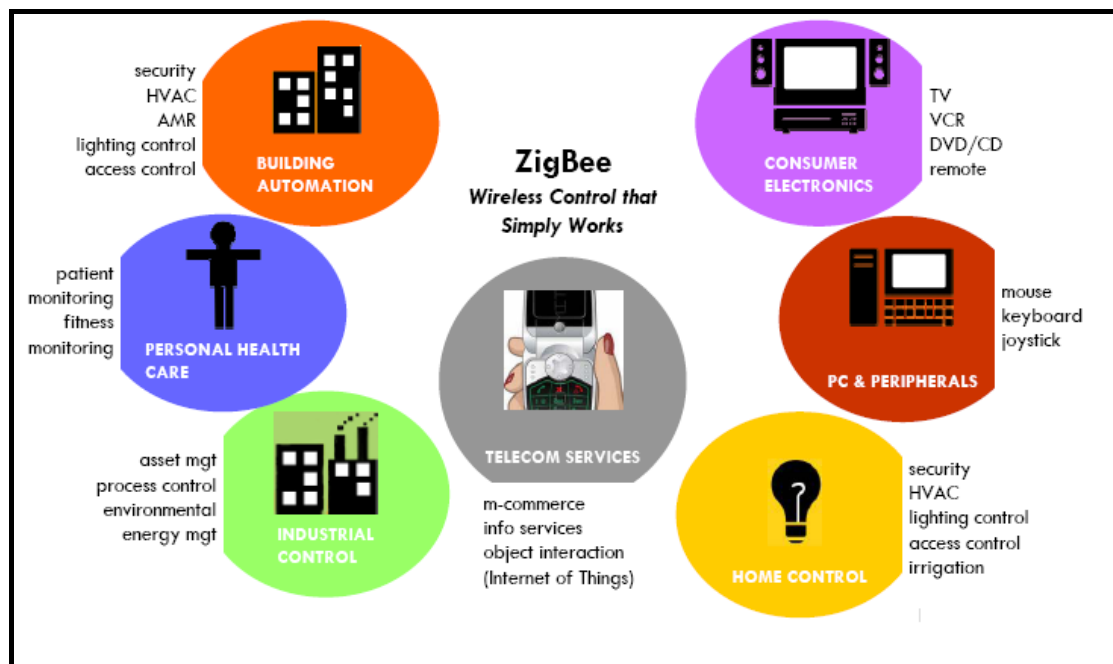 security
HVAC
AMR
lighting control
access control
BUILDING
AUTOMATION
patient
monitoring
fitness
monitoring
PERSONAL HEALTH
CARE
asset mgt
process control
environmental
energy mgt
INDUSTRIAL
CONTROL
ZigBee
Wireless Control that
Simply Works
TELECOM SERVICES
m-commerce
info services
object interaction
(Internet of Things)
CONSUMER
ELECTRONICS
TV
VCR
DVD/CD
remote
PC & PERIPHERALS
mouse
keyboard
joystick
?
HOME CONTROL
security
HVAC
lighting control
access control
irrigation